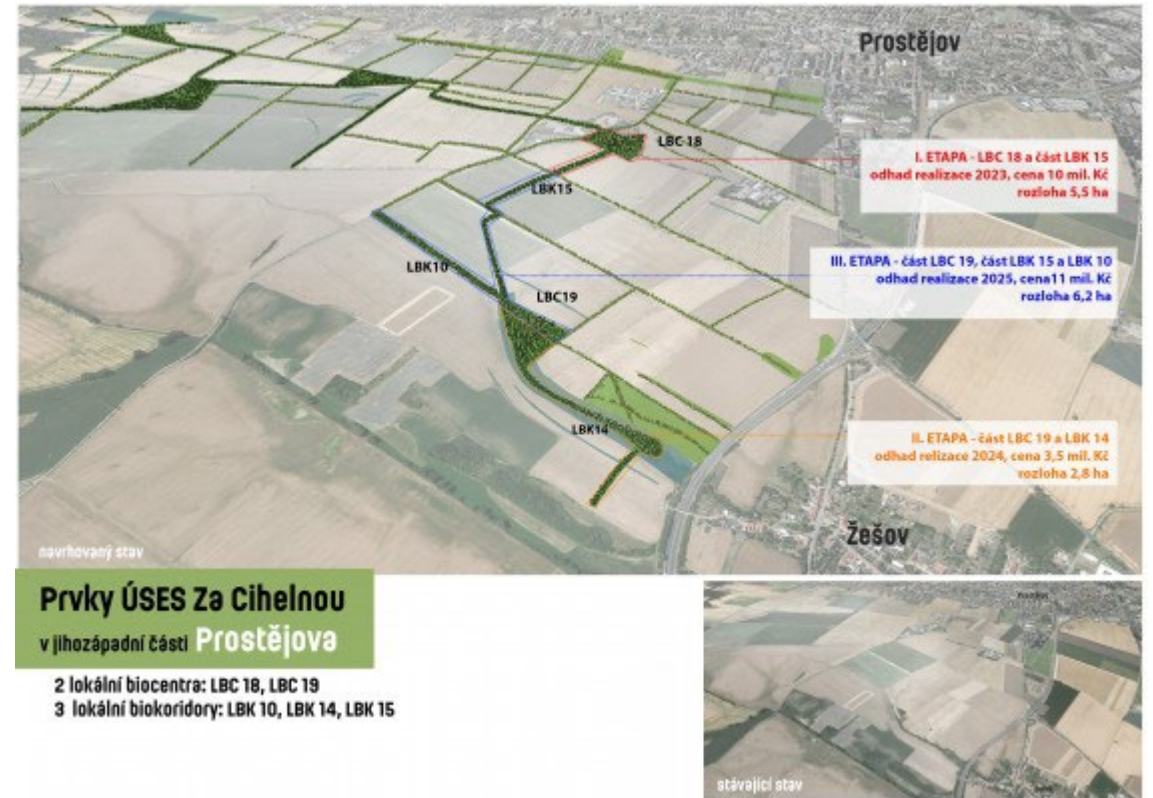 Prostějov
LBC 18
I. ETAPA - LBC 18 a část LBK 15
odhad realizace 2023, cena 10 mil. Kč
rozloha 5,5 ha
LBK15
III. ETAPA - část LBC 19, část LBK 15 a LBK 10
odhad realizace 2025, cena11 mil. Kč
rozloha 6,2 ha
LBK10
LBC19
LBK14
II. ETAPA - část LBC 19 a LBK 14
odhad relizace 2024, cena 3,5 mil. Kč
rozloha 2,8 ha
Žešov
navrhovaný stav
Prvky ÚSES Za Cihelnou
v jihozápadní části Prostějova
2 lokální biocentra: LBC 18, LBC 19
3 lokální biokoridory: LBK 10, LBK 14, LBK 15
stávající stav